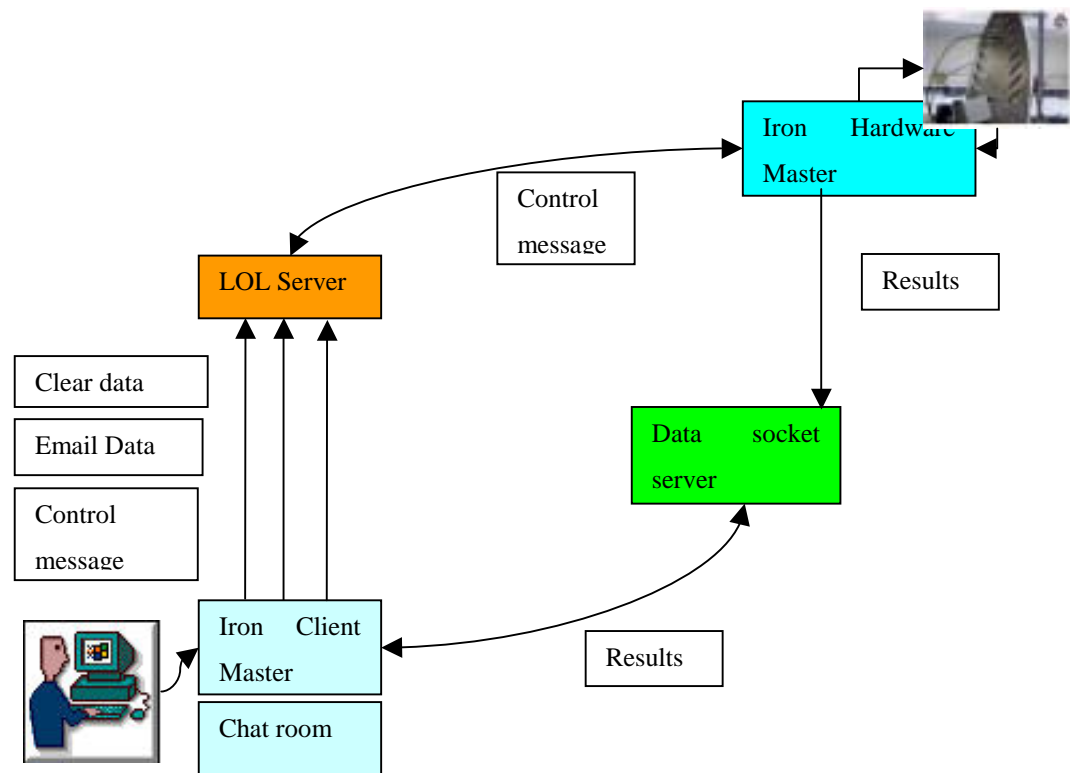 Iron Hardware
Master
Control
message
LOL Server
Results
Clear data
Email Data
Data socket
server
Control
message
Iron Client
Master
Results
Chat room